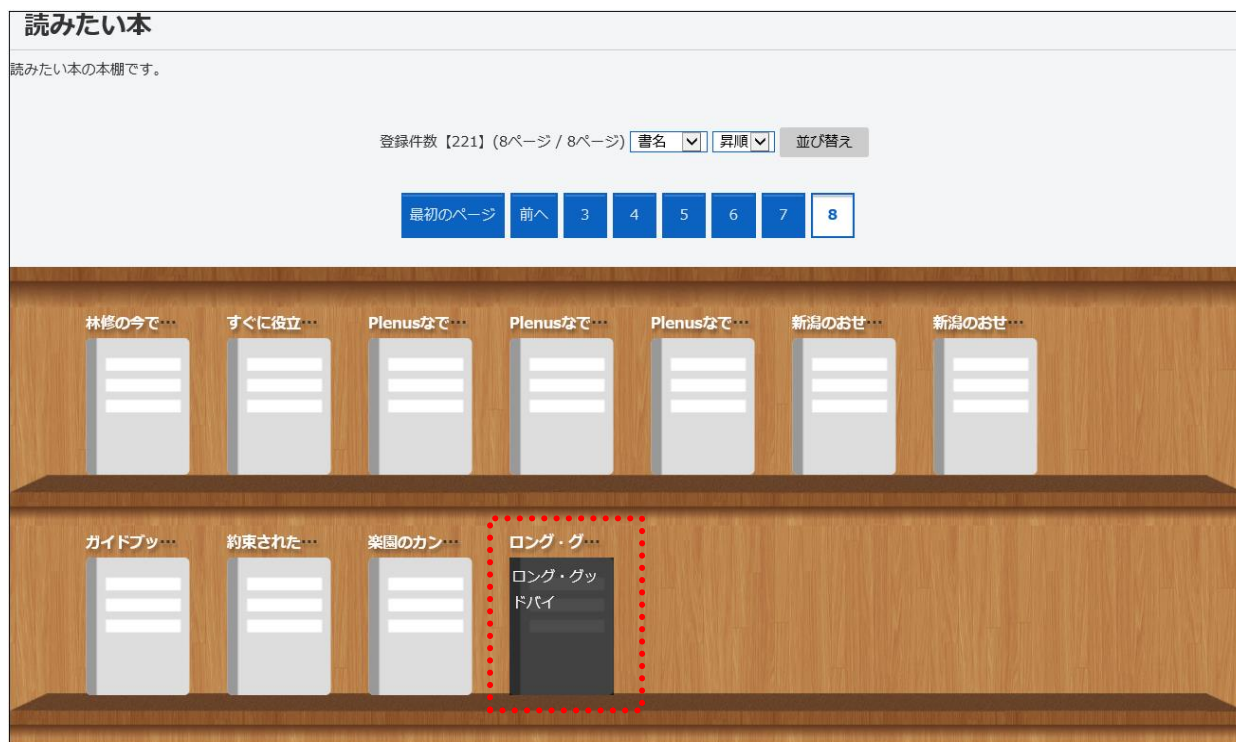 読みたい本
読みたい本の本棚です。
登録件数【221】(8ページ / 8ページ) 書名 昇順 並び替え
最初のページ 前へ 3 4 5 6 7 8
林修の今で… すぐに役立… Plenusなで… Plenusなで… Plenusなで… 新潟のおせ… 新潟のおせ…
ガイドブッ… 約束された… 楽園のカン… ロング・グ…
ロング・グッ
ドバイ